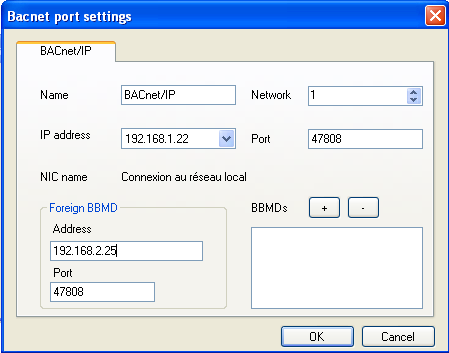 Bacnet port settings
BACnet/IP
Name BACnet/IP Network 1
IP address 192.168.1.22 Port 47808
NIC name Connexion au réseau local
Foreign BBMD BBMDs + -
Address
192.168.2.25
Port
47808
OK Cancel